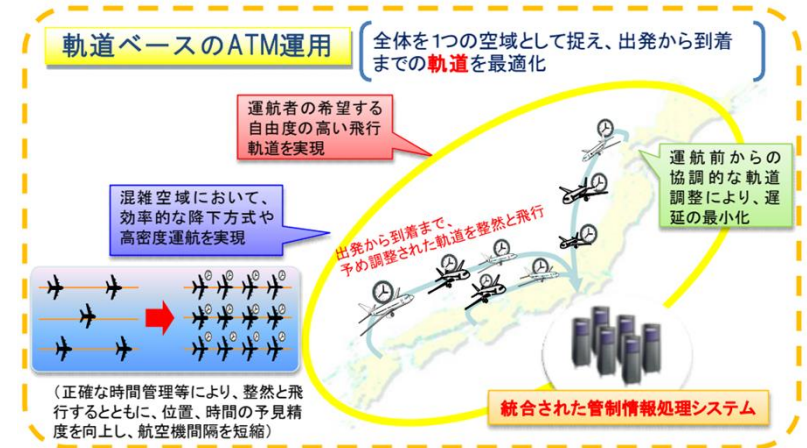 軌道ベースのATM運用
全体を1つの空域として捉え、出発から到着
までの軌道を最適化
運航者の希望する
自由度の高い飛行
軌道を実現
混雑空域において、
効率的な降下方式や
高密度運航を実現
運航前からの
協調的な軌道
調整により、遅
延の最小化
出発から到着まで、
予め調整された軌道を整然と飛行
(正確な時間管理等により、整然と飛
行するとともに、位置、時間の予見精
度を向上し、航空機間隔を短縮)
統合された管制情報処理システム